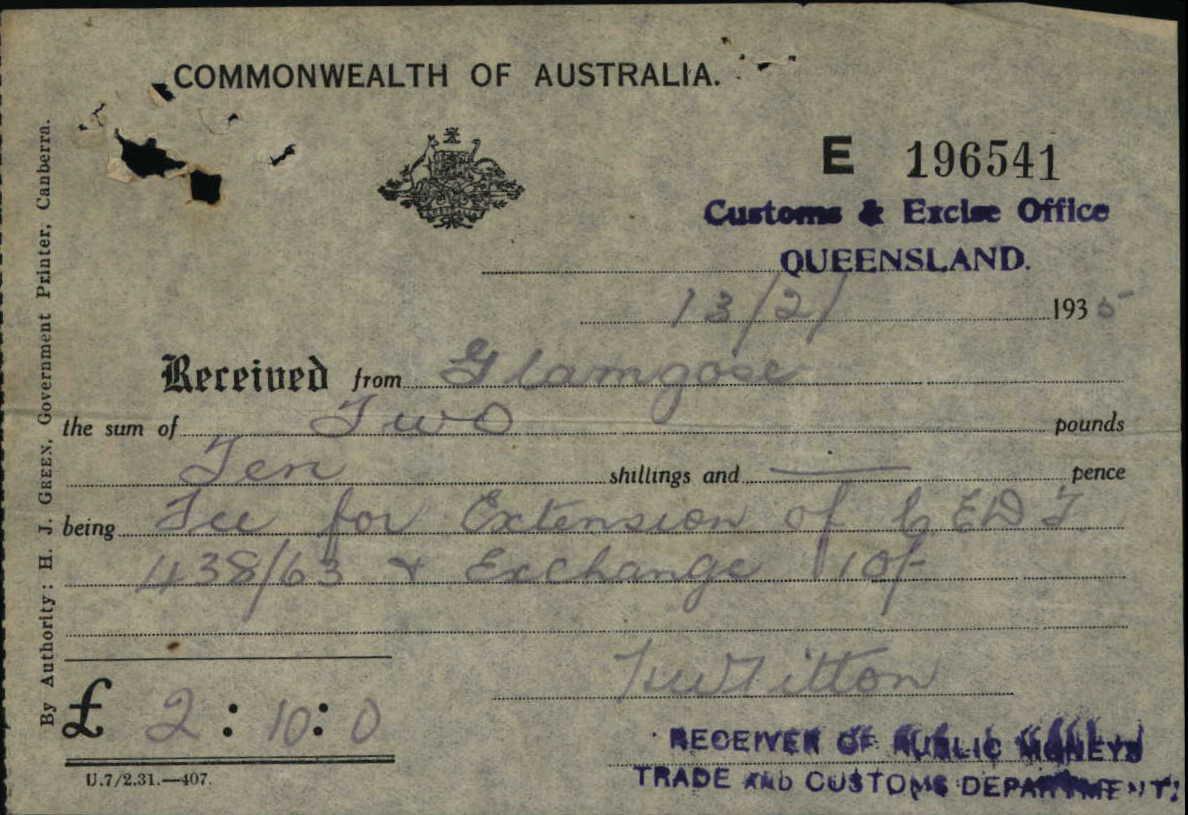 COMMONWEALTH OF AUSTRALIA.
E 196541
Customs & Excise Office
QUEENSLAND.
13/2/ 1935
Received from Glamgose
the sum of Two pounds
Ten shillings and — pence
being Fee for Extension of C.E.D.T
438/63 & Exchange 10/-
£ 2 : 10 : 0
RECEIVER OF PUBLIC MONEYS
TRADE AND CUSTOMS DEPARTMENT.
U.7/2.31.—407.
By Authority: H. J. GREEN, Government Printer, Canberra.